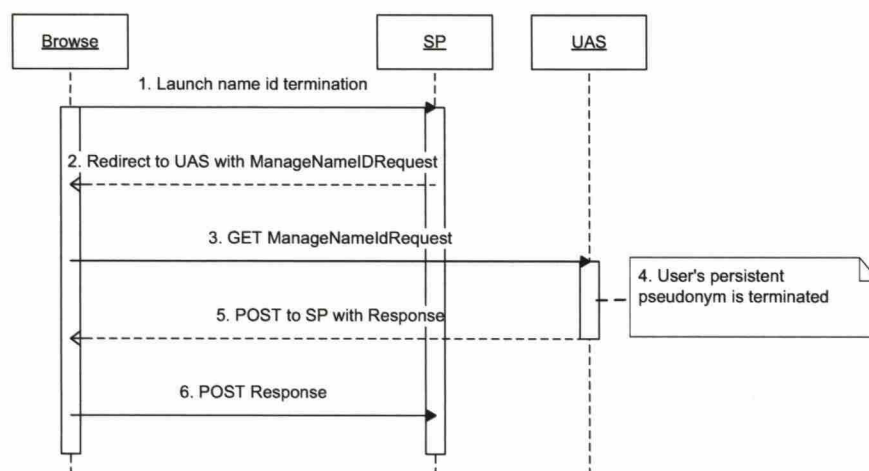 Browse
SP
UAS
1. Launch name id termination
2. Redirect to UAS with ManageNameIDRequest
3. GET ManageNameIdRequest
4. User's persistent
pseudonym is terminated
5. POST to SP with Response
6. POST Response